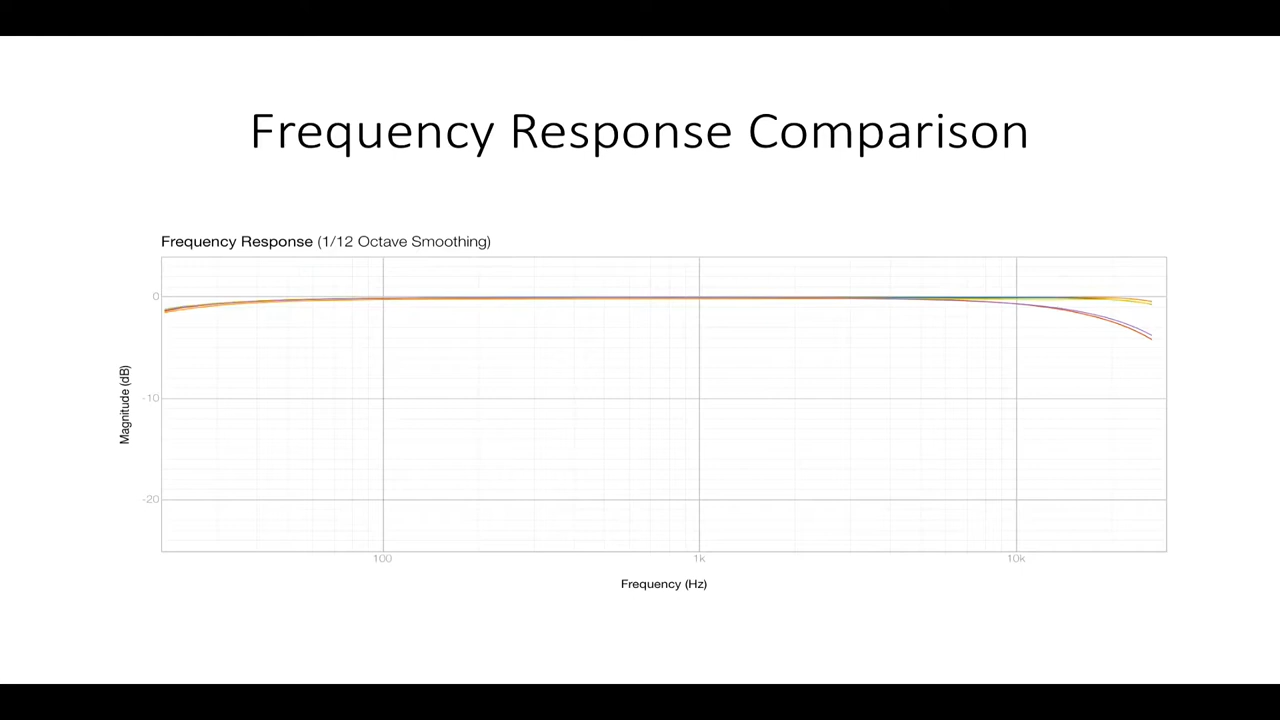 Frequency Response Comparison
Frequency Response (1/12 Octave Smoothing)
0
-10
-20
Magnitude (dB)
100 1k 10k
Frequency (Hz)